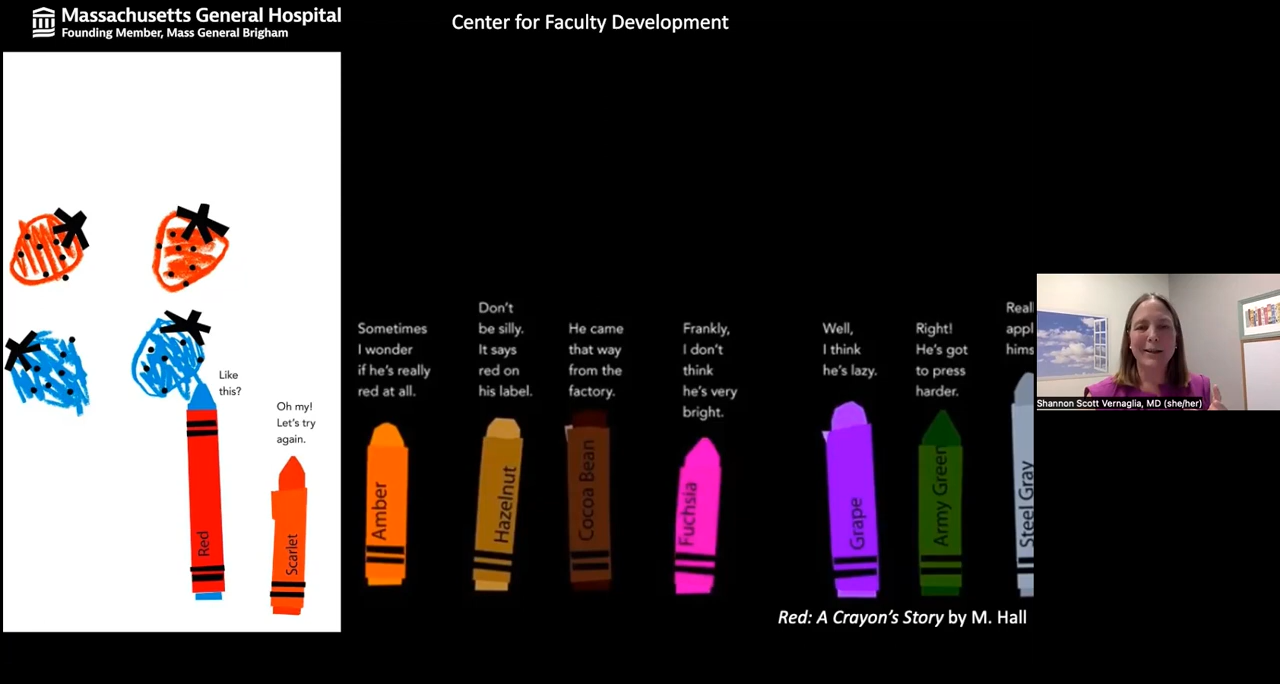 Massachusetts General Hospital
Founding Member, Mass General Brigham
Center for Faculty Development
Like
this?
Oh my!
Let's try
again.
Red
Scarlet
Sometimes
I wonder
if he's really
red at all.
Amber
Don't
be silly.
It says
red on
his label.
Hazelnut
He came
that way
from the
factory.
Cocoa Bean
Frankly,
I don't
think
he's very
bright.
Fuchsia
Well,
I think
he's lazy.
Grape
Right!
He's got
to press
harder.
Army Green
Steel Gray
Red: A Crayon's Story by M. Hall
Shannon Scott Vernaglia, MD (she/her)